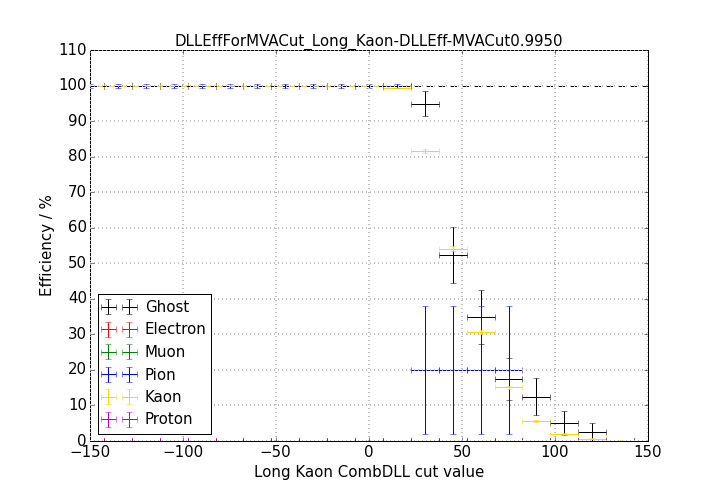 DLLEffForMVACut_Long_Kaon-DLLEff-MVACut0.9950
110
100
90
80
70
60
50
40
30
20
10
0
Efficiency / %
Ghost
Electron
Muon
Pion
Kaon
Proton
−150 −100 −50 0 50 100 150
Long Kaon CombDLL cut value